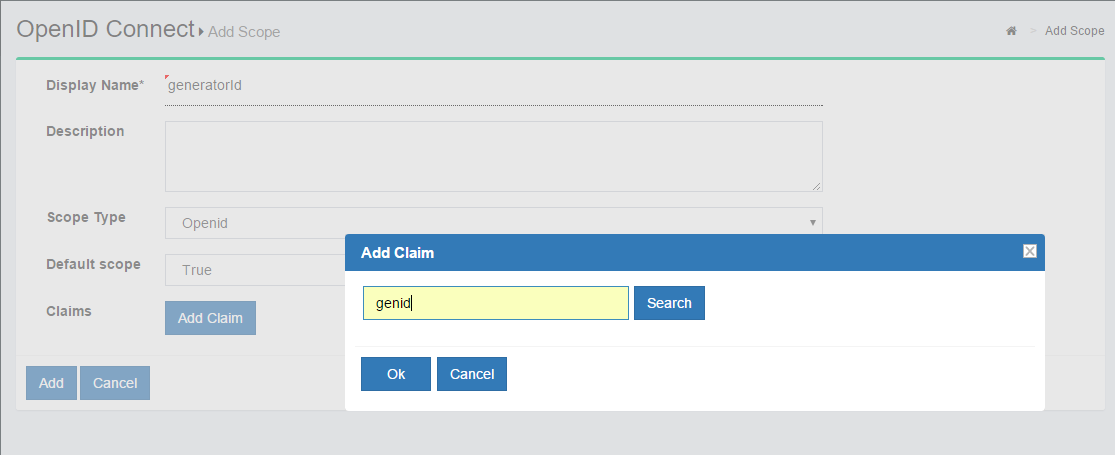 OpenID Connect Add Scope
> Add Scope
Display Name* generatorId
Description
Scope Type Openid
Add Claim
Default scope True
genid Search
Claims Add Claim
Ok Cancel
Add Cancel